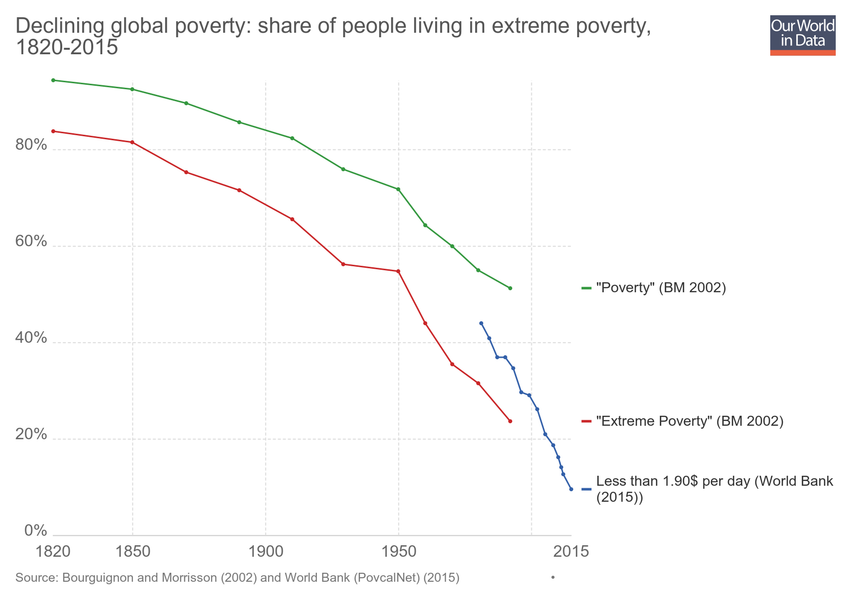 Declining global poverty: share of people living in extreme poverty,
1820-2015
Our World
in Data
80%
60%
40%
20%
0%
1820
1850
1900
1950
2015
"Poverty" (BM 2002)
"Extreme Poverty" (BM 2002)
Less than 1.90$ per day (World Bank
(2015))
Source: Bourguignon and Morrisson (2002) and World Bank (PovcalNet) (2015)